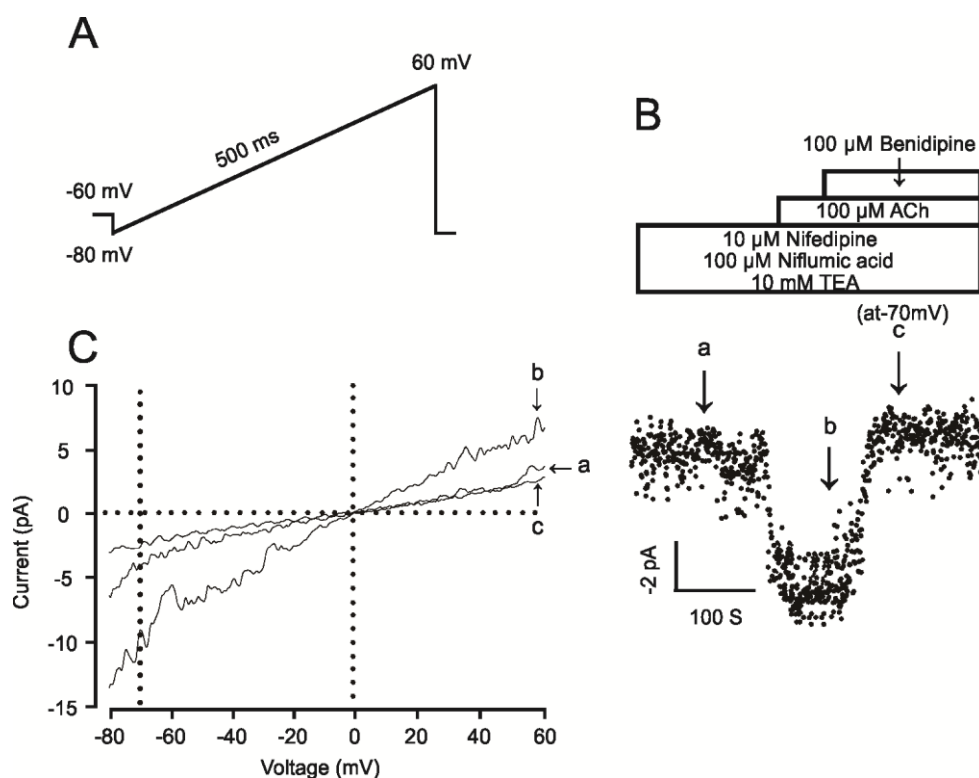 A
60 mV
500 ms
-60 mV
-80 mV
B
100 µM Benidipine
100 µM ACh
10 µM Nifedipine
100 µM Niflumic acid
10 mM TEA
(at-70mV)
c
a
b
-2 pA
100 S
C
10
5
0
-5
-10
-15
Current (pA)
b
a
c
-80
-60
-40
-20
0
20
40
60
Voltage (mV)